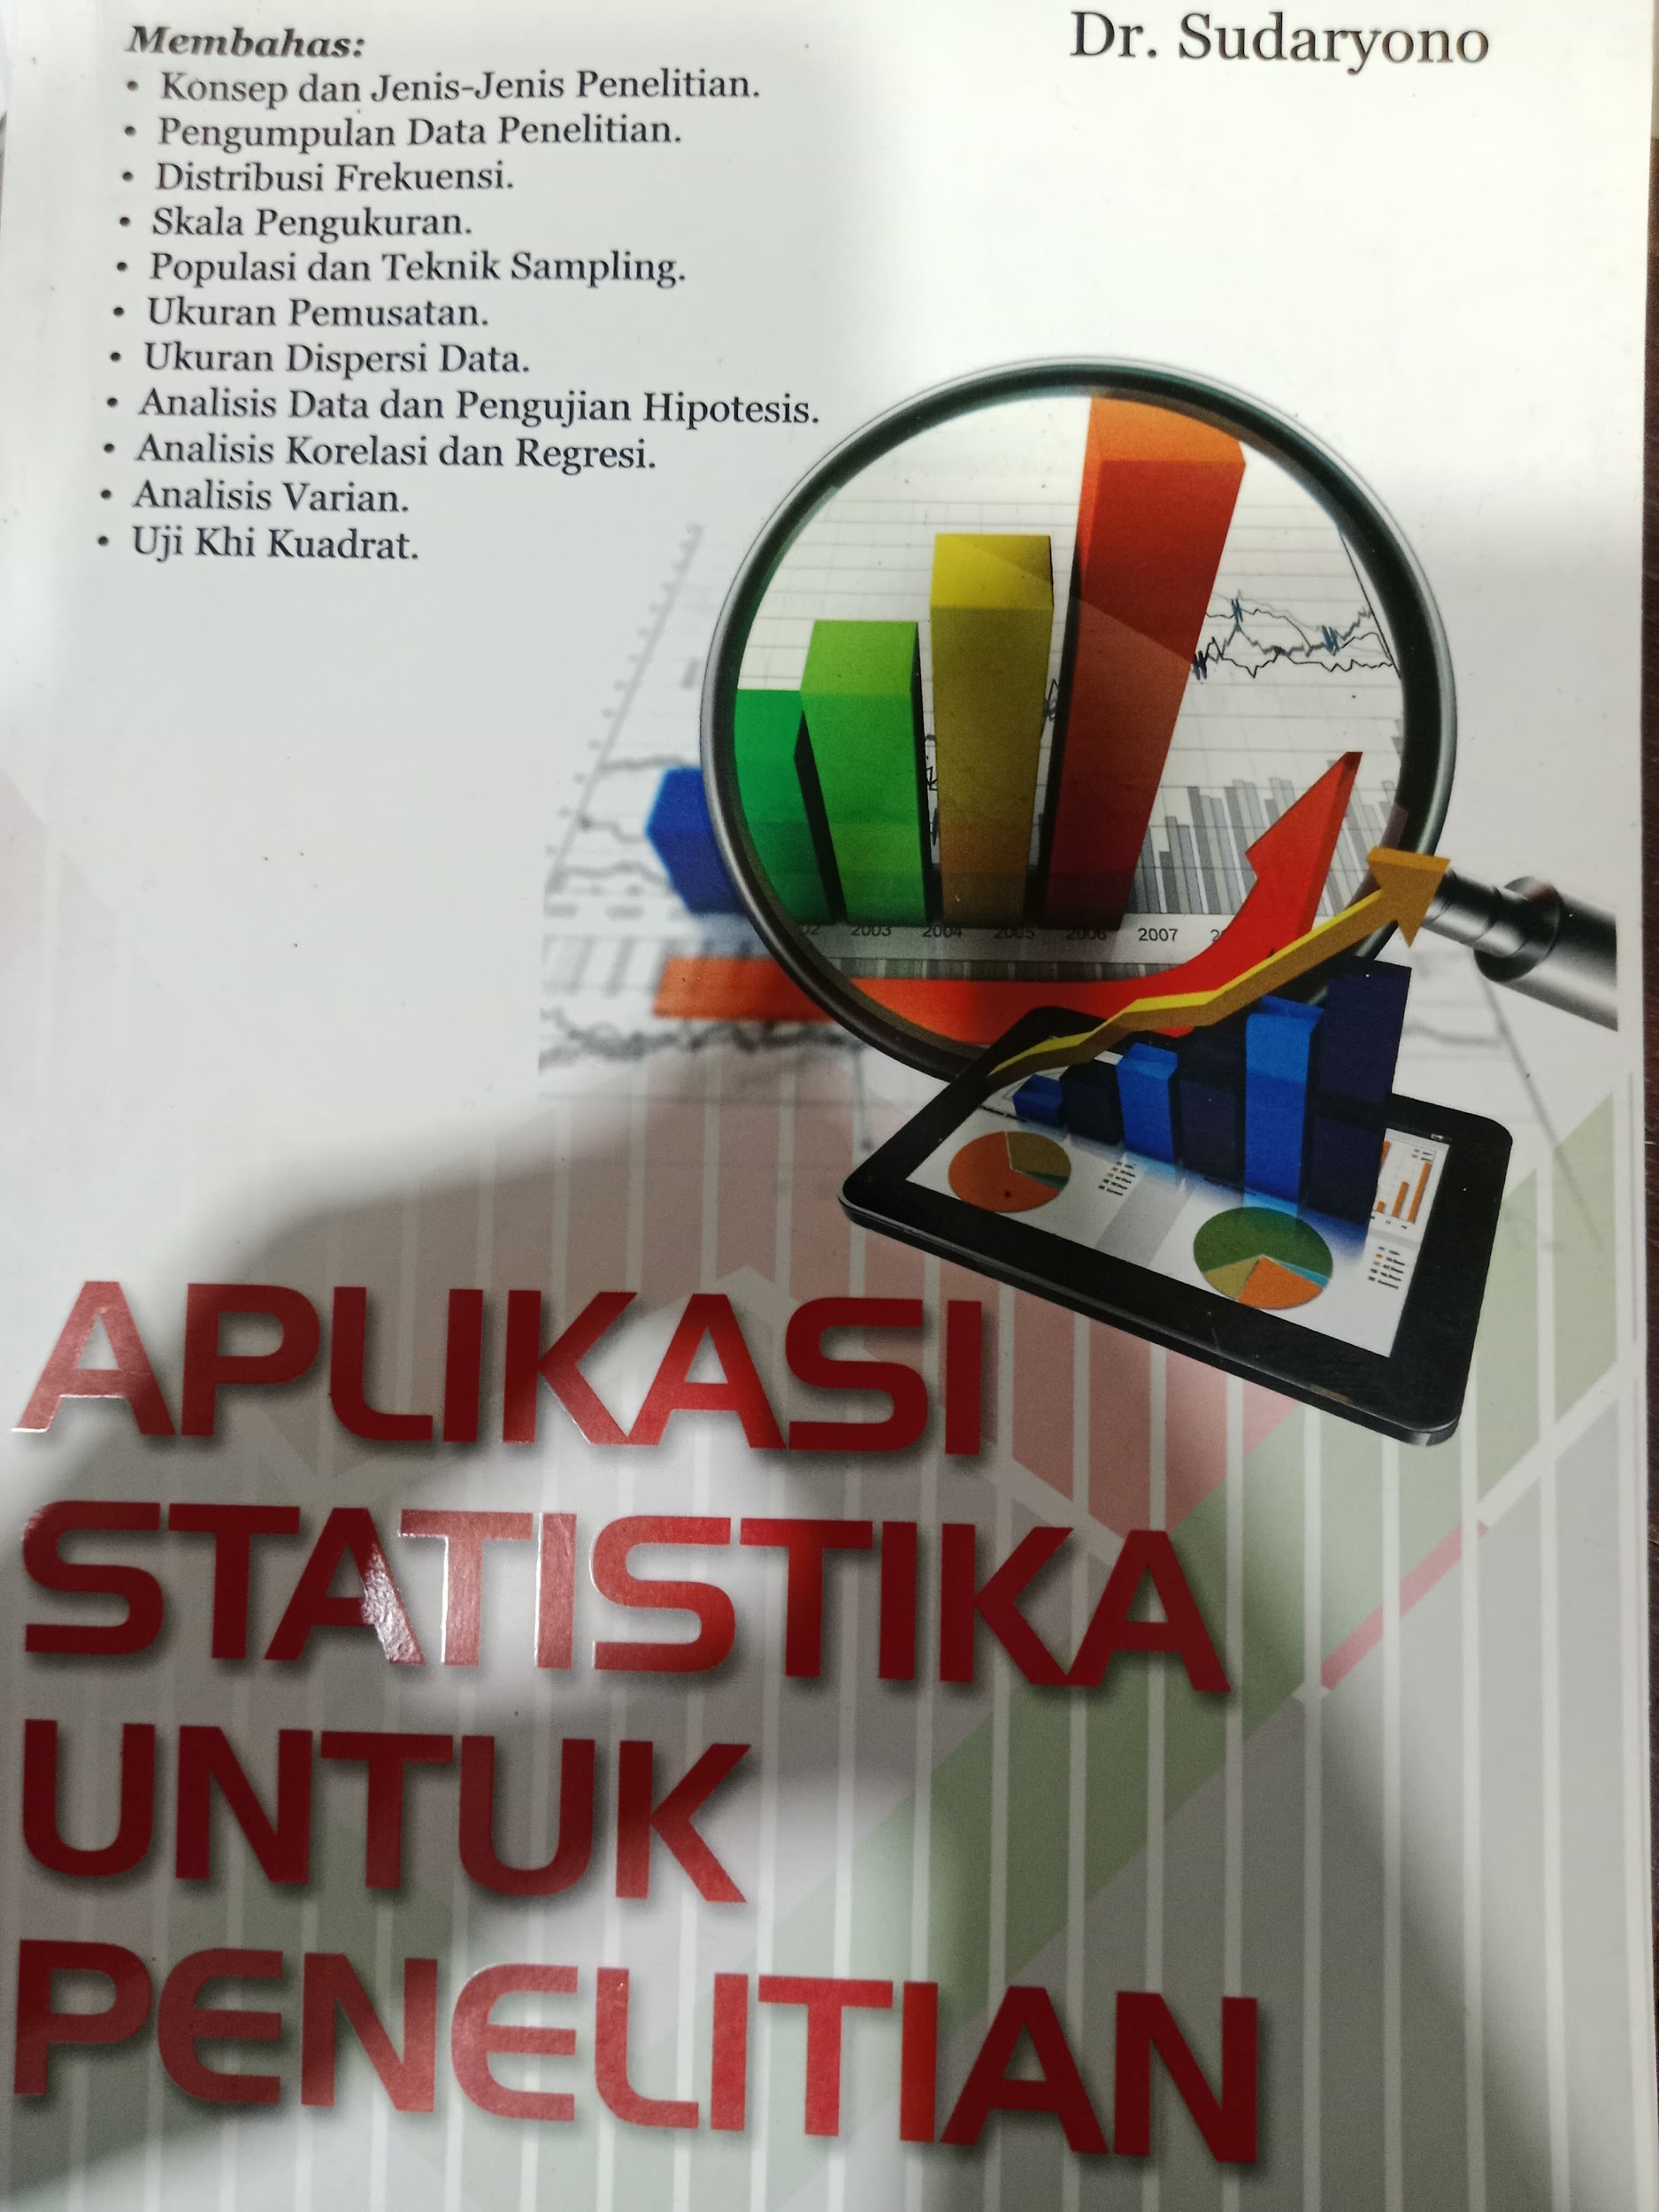 Membahas:
• Konsep dan Jenis-Jenis Penelitian.
• Pengumpulan Data Penelitian.
• Distribusi Frekuensi.
• Skala Pengukuran.
• Populasi dan Teknik Sampling.
• Ukuran Pemusatan.
• Ukuran Dispersi Data.
• Analisis Data dan Pengujian Hipotesis.
• Analisis Korelasi dan Regresi.
• Analisis Varian.
• Uji Khi Kuadrat.
Dr. Sudaryono
2003 2004 2005 2006 2007
APLIKASI
STATISTIKA
UNTUK
PENELITIAN